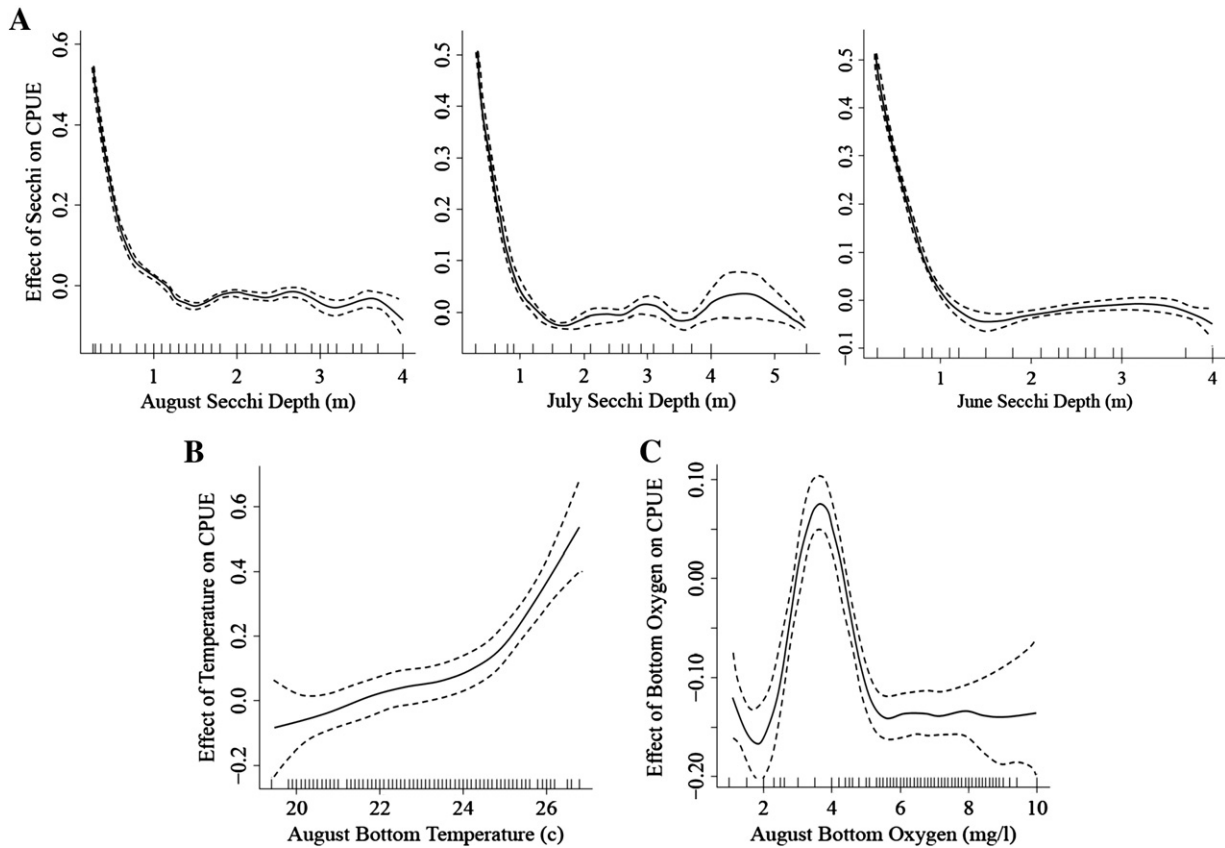 A
Effect of Secchi on CPUE
0.6
0.4
0.2
0.0
1 2 3 4
August Secchi Depth (m)
0.5
0.4
0.3
0.2
0.1
0.0
1 2 3 4 5
July Secchi Depth (m)
0.5
0.4
0.3
0.2
0.1
0.0
−0.1
1 2 3 4
June Secchi Depth (m)
B
Effect of Temperature on CPUE
0.6
0.4
0.2
0.0
−0.2
20 22 24 26
August Bottom Temperature (c)
C
Effect of Bottom Oxygen on CPUE
0.10
0.00
−0.10
−0.20
2 4 6 8 10
August Bottom Oxygen (mg/l)